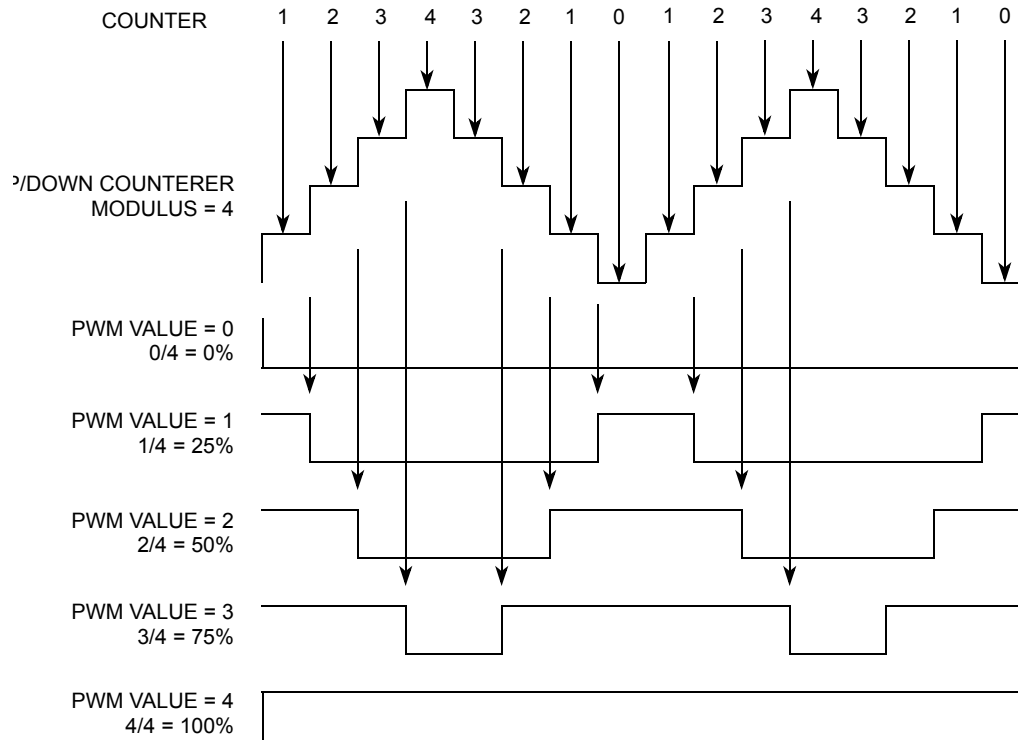 COUNTER 1 2 3 4 3 2 1 0 1 2 3 4 3 2 1 0
P/DOWN COUNTERER
MODULUS = 4
PWM VALUE = 0
0/4 = 0%
PWM VALUE = 1
1/4 = 25%
PWM VALUE = 2
2/4 = 50%
PWM VALUE = 3
3/4 = 75%
PWM VALUE = 4
4/4 = 100%